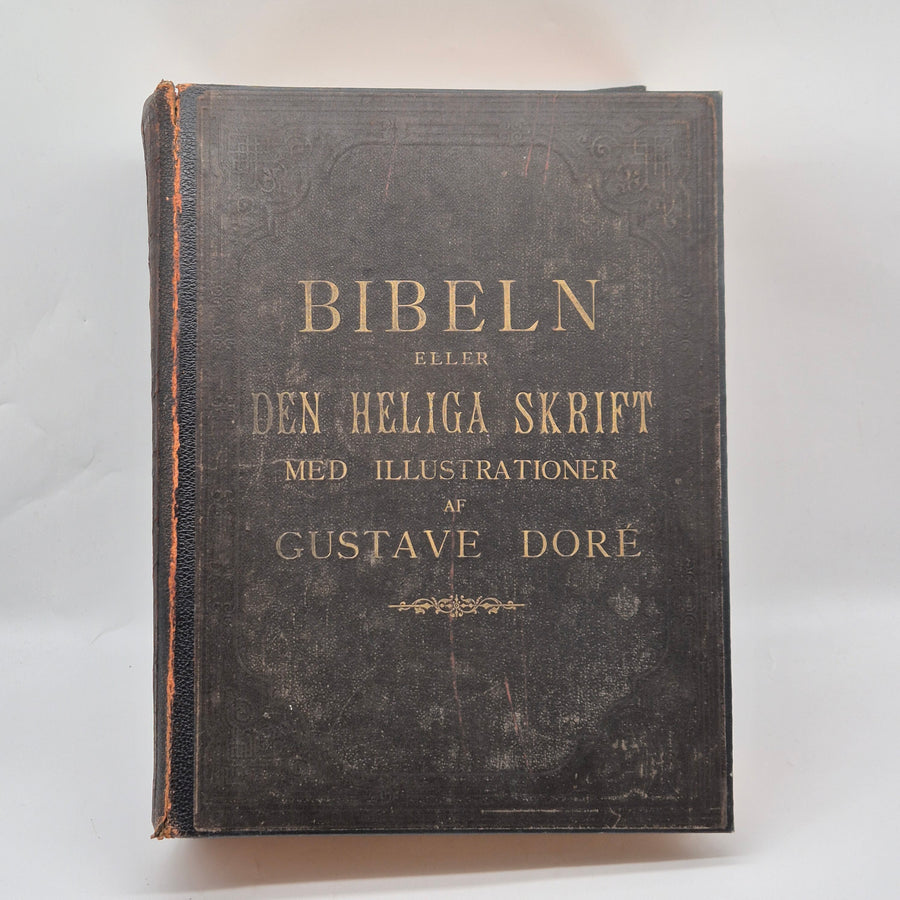 BIBELN
ELLER
DEN HELIGA SKRIFT
MED ILLUSTRATIONER
AF
GUSTAVE DORÉ